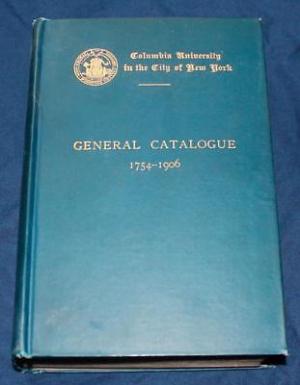 Columbia University
in the City of New York
GENERAL CATALOGUE
1754-1906